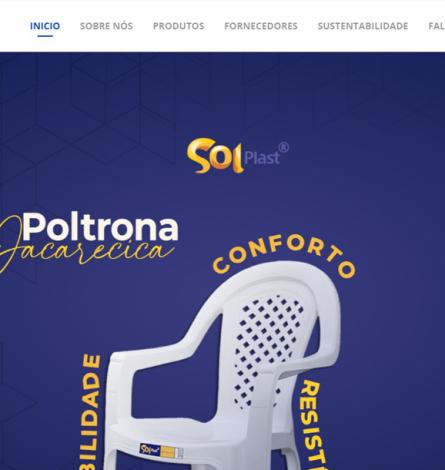 INICIO SOBRE NÓS PRODUTOS FORNECEDORES SUSTENTABILIDADE FAL
Sol Plast®
Poltrona
Jacarecica
CONFORTO
BILIDADE
RESIST
Sol Plast